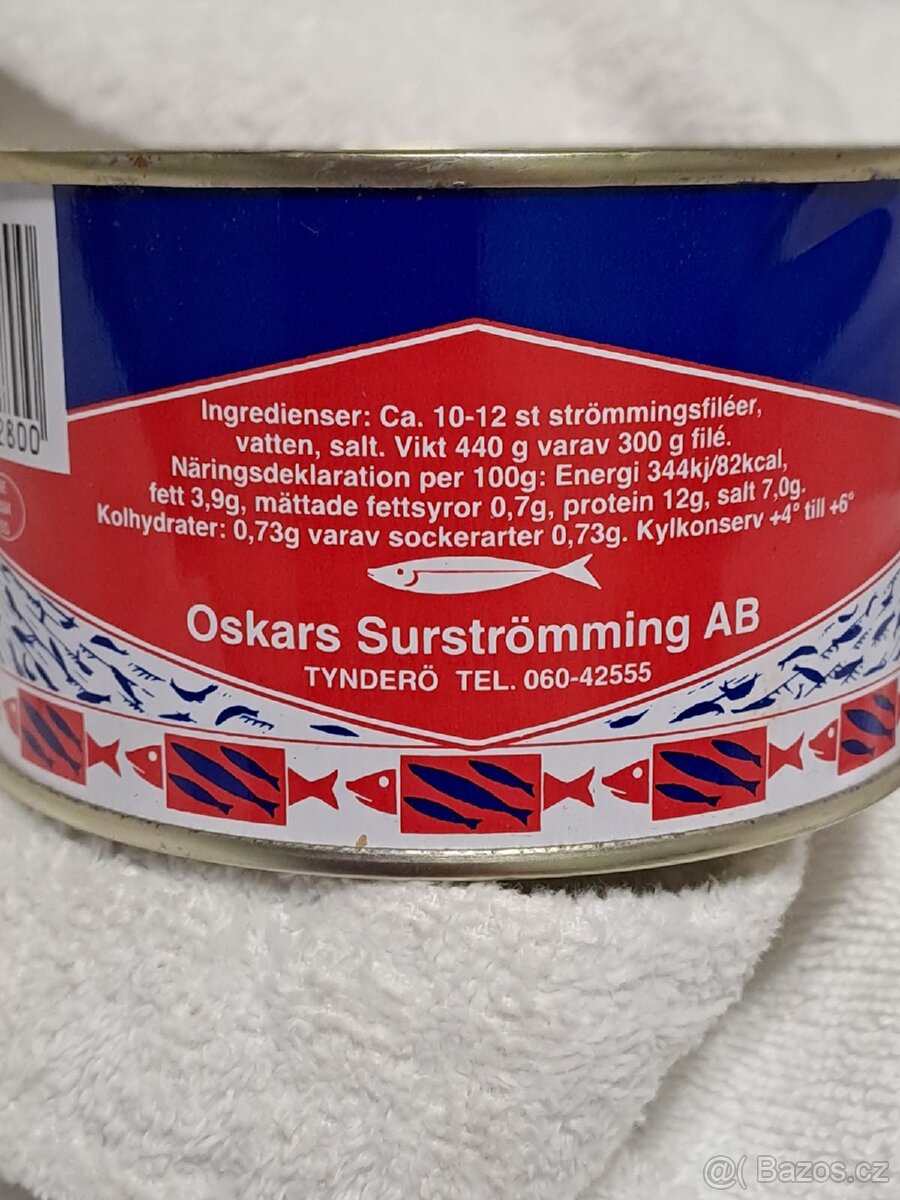 2800
Ingredienser: Ca. 10-12 st strömmingsfiléer,
vatten, salt. Vikt 440 g varav 300 g filé.
Näringsdeklaration per 100g: Energi 344kj/82kcal,
fett 3,9g, mättade fettsyror 0,7g, protein 12g, salt 7,0g.
Kolhydrater: 0,73g varav sockerarter 0,73g. Kylkonserv +4° till +6°
Oskars Surströmming AB
TYNDERÖ TEL. 060-42555
@( Bazos.cz